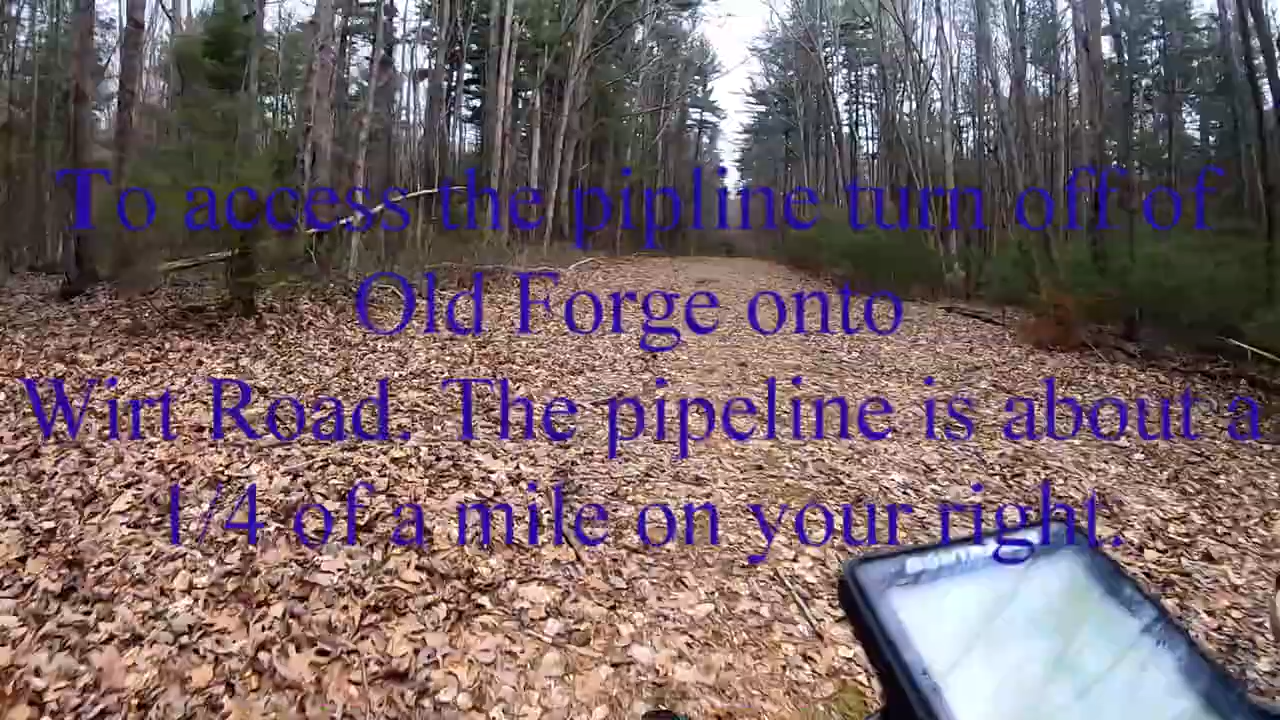 To access the pipline turn off of
Old Forge onto
Wirt Road. The pipeline is about a
1/4 of a mile on your right.